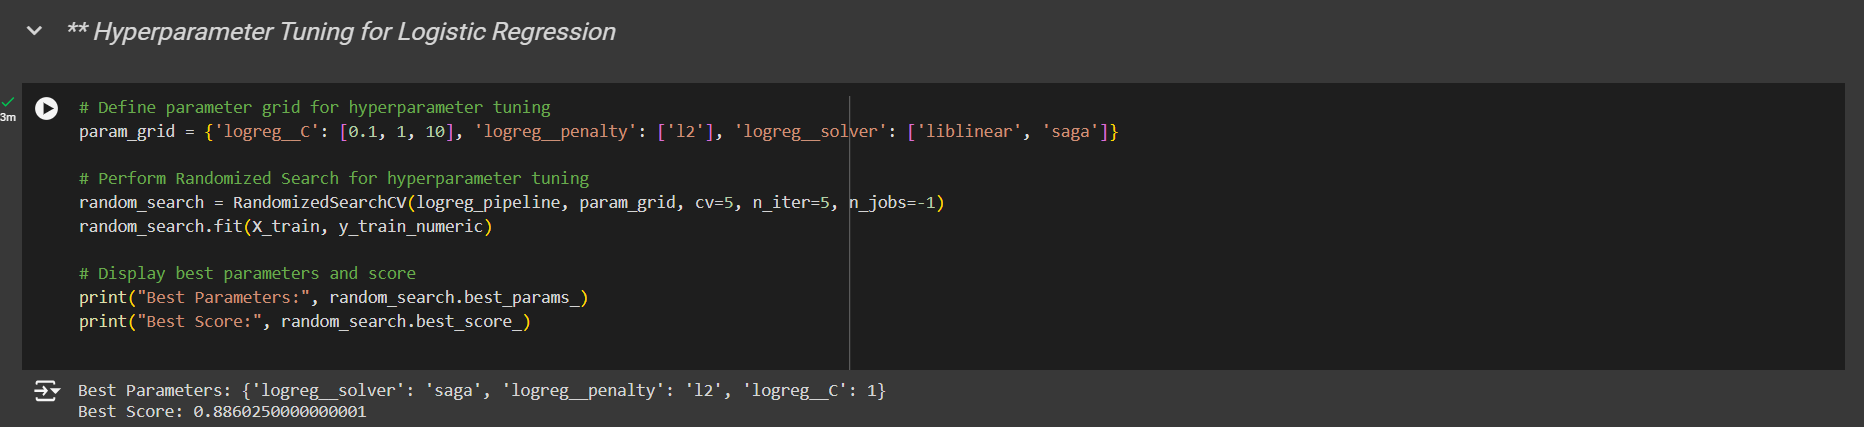 ** Hyperparameter Tuning for Logistic Regression
3m
# Define parameter grid for hyperparameter tuning
param_grid = {'logreg__C': [0.1, 1, 10], 'logreg__penalty': ['l2'], 'logreg__solver': ['liblinear', 'saga']}
# Perform Randomized Search for hyperparameter tuning
random_search = RandomizedSearchCV(logreg_pipeline, param_grid, cv=5, n_iter=5, n_jobs=-1)
random_search.fit(X_train, y_train_numeric)
# Display best parameters and score
print("Best Parameters:", random_search.best_params_)
print("Best Score:", random_search.best_score_)
Best Parameters: {'logreg__solver': 'saga', 'logreg__penalty': 'l2', 'logreg__C': 1}
Best Score: 0.8860250000000001